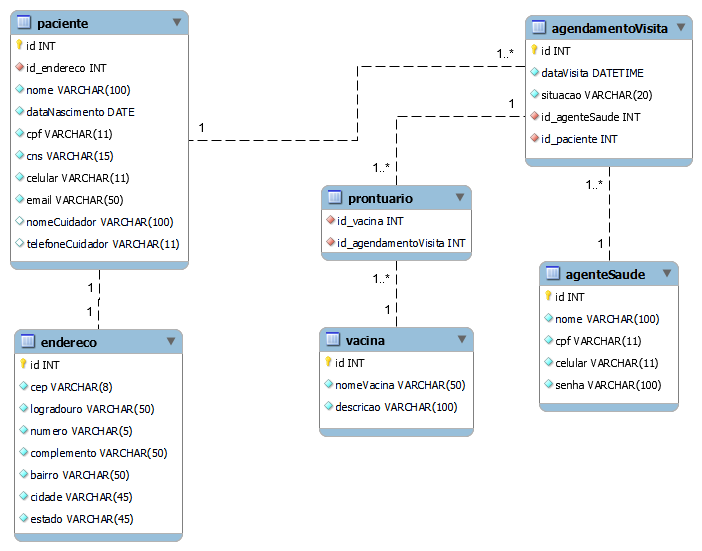 paciente
id INT
id_endereco INT
nome VARCHAR(100)
dataNascimento DATE
cpf VARCHAR(11)
cns VARCHAR(15)
celular VARCHAR(11)
email VARCHAR(50)
nomeCuidador VARCHAR(100)
telefoneCuidador VARCHAR(11)
1
1..*
agendamentoVisita
id INT
dataVisita DATETIME
situacao VARCHAR(20)
id_agenteSaude INT
id_paciente INT
1
1..*
prontuario
id_vacina INT
id_agendamentoVisita INT
1..*
1
1..*
1
agenteSaude
id INT
nome VARCHAR(100)
cpf VARCHAR(11)
celular VARCHAR(11)
senha VARCHAR(100)
1
1
endereco
id INT
cep VARCHAR(8)
logradouro VARCHAR(50)
numero VARCHAR(5)
complemento VARCHAR(50)
bairro VARCHAR(50)
cidade VARCHAR(45)
estado VARCHAR(45)
vacina
id INT
nomeVacina VARCHAR(50)
descricao VARCHAR(100)